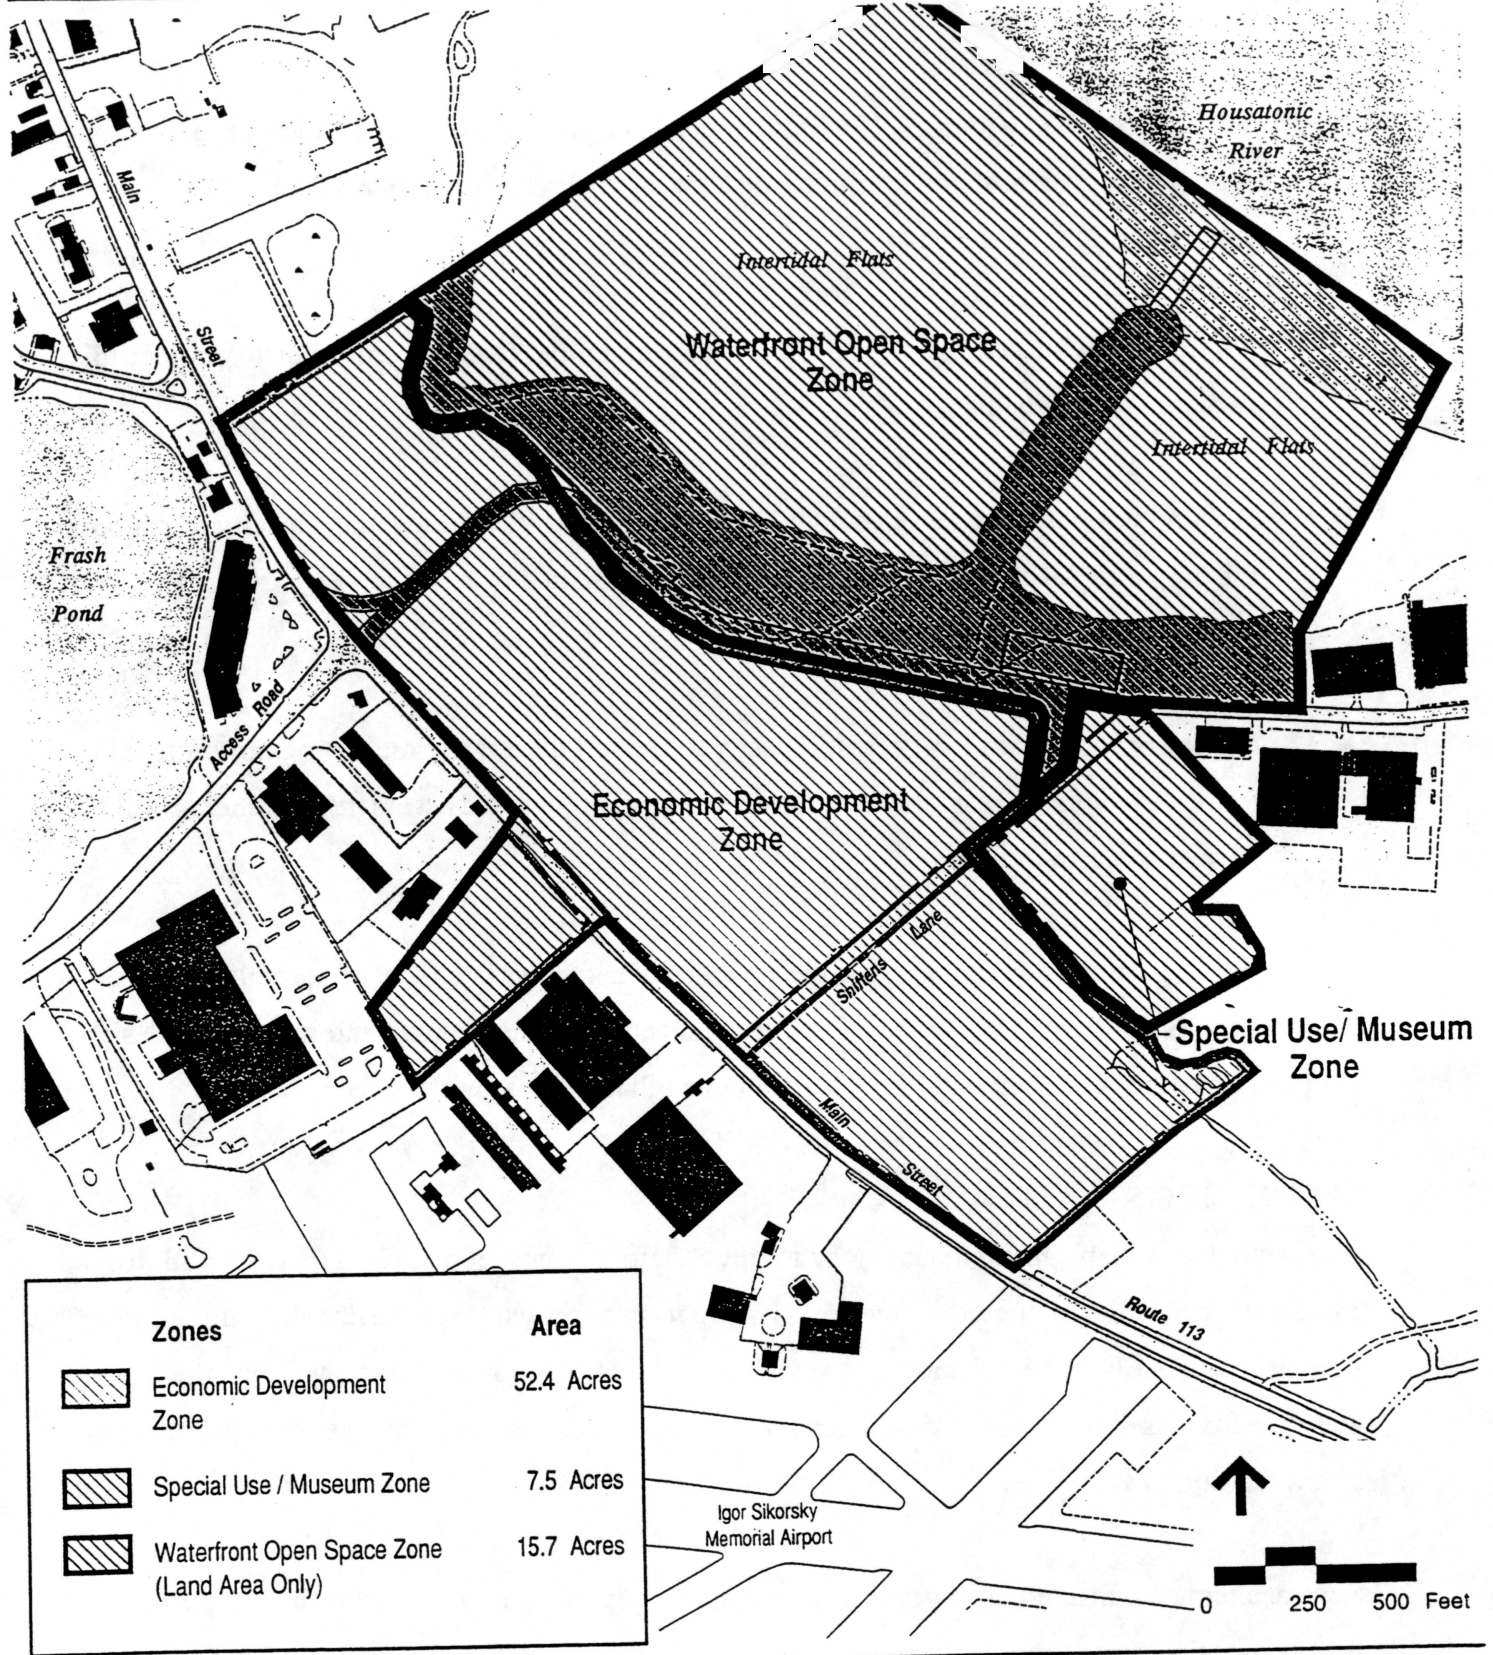 Housatonic
River
Main
Street
Intertidal Flats
Waterfront Open Space
Zone
Intertidal Flats
Frash
Pond
Access Road
Economic Development
Zone
Shiffens Lane
Special Use/ Museum
Zone
Main
Street
Route 113
Zones Area
Economic Development 52.4 Acres
Zone
Special Use / Museum Zone 7.5 Acres
Waterfront Open Space Zone 15.7 Acres
(Land Area Only)
Igor Sikorsky
Memorial Airport
0 250 500 Feet